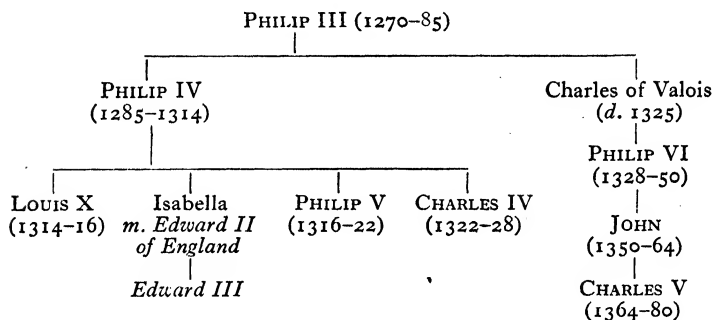 PHILIP III (1270–85)
PHILIP IV
(1285–1314)
Charles of Valois
(d. 1325)
PHILIP VI
(1328–50)
LOUIS X
(1314–16)
Isabella
m. Edward II
of England
PHILIP V
(1316–22)
CHARLES IV
(1322–28)
JOHN
(1350–64)
Edward III
CHARLES V
(1364–80)